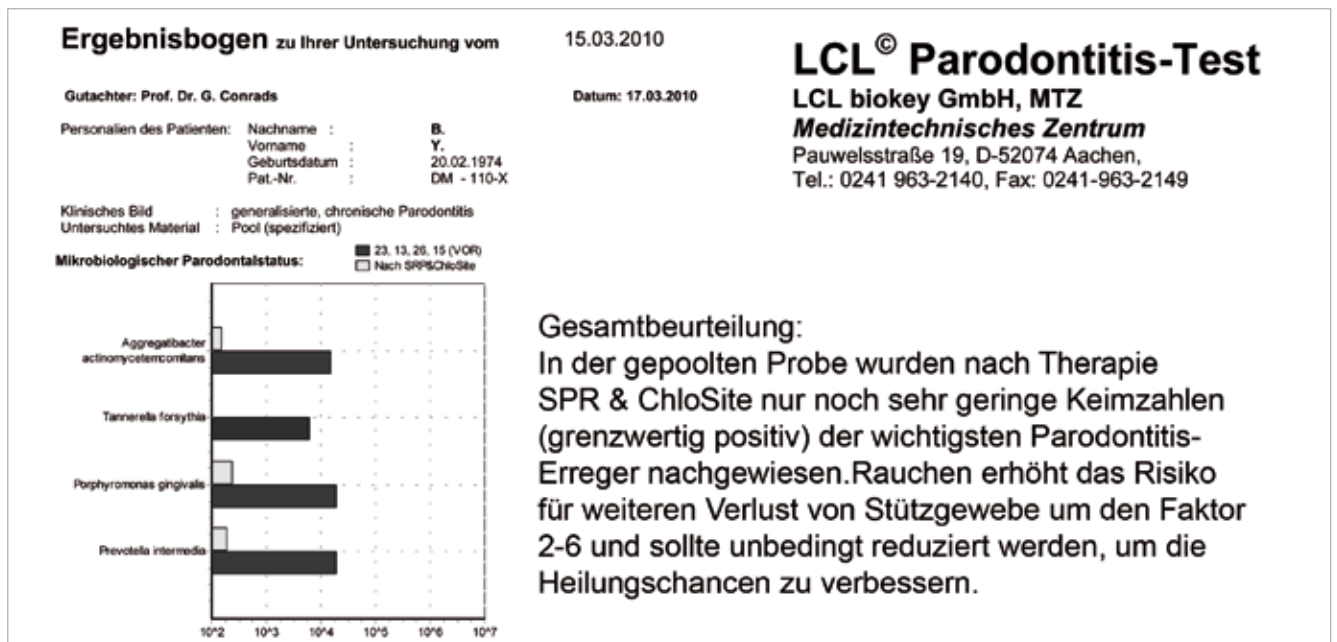 Ergebnisbogen zu Ihrer Untersuchung vom 15.03.2010
Gutachter: Prof. Dr. G. Conrads Datum: 17.03.2010
Personalien des Patienten: Nachname : B.
Vorname : Y.
Geburtsdatum : 20.02.1974
Pat.-Nr. : DM - 110-X
Klinisches Bild : generalisierte, chronische Parodontitis
Untersuchtes Material : Pool (spezifiziert)
Mikrobiologischer Parodontalstatus:
23, 13, 26, 15 (VOR)
Nach SRP&ChloSite
Aggregatibacter
actinomycetemcomitans
Tannerella forsythia
Porphyromonas gingivalis
Prevotella intermedia
10^2 10^3 10^4 10^5 10^6 10^7
LCL© Parodontitis-Test
LCL biokey GmbH, MTZ
Medizintechnisches Zentrum
Pauwelsstraße 19, D-52074 Aachen,
Tel.: 0241 963-2140, Fax: 0241-963-2149
Gesamtbeurteilung:
In der gepoolten Probe wurden nach Therapie
SPR & ChloSite nur noch sehr geringe Keimzahlen
(grenzwertig positiv) der wichtigsten Parodontitis-
Erreger nachgewiesen.Rauchen erhöht das Risiko
für weiteren Verlust von Stützgewebe um den Faktor
2-6 und sollte unbedingt reduziert werden, um die
Heilungschancen zu verbessern.